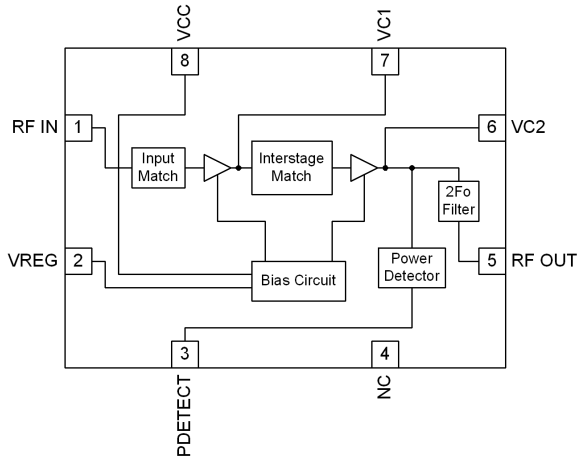 VCC
VC1
8
7
RF IN
1
6
VC2
Input
Match
Interstage
Match
2Fo
Filter
VREG
2
Bias Circuit
Power
Detector
5
RF OUT
3
4
PDETECT
NC